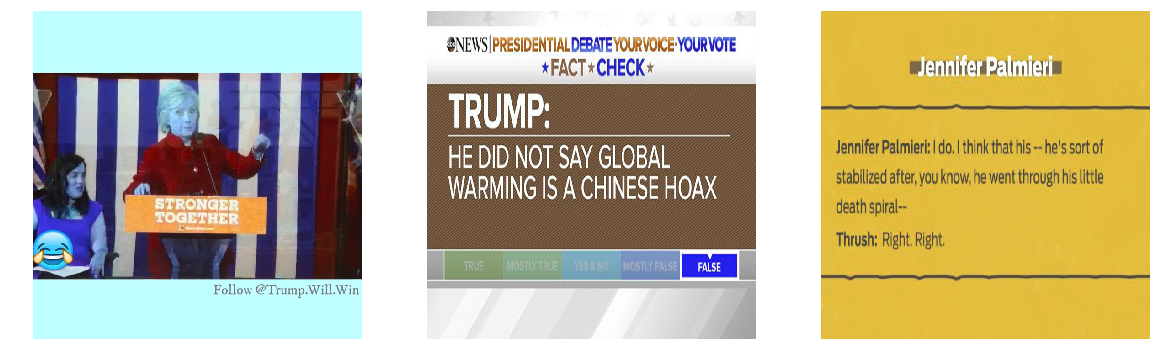 STRONGER
TOGETHER
Follow @Trump.Will.Win
abc NEWS | PRESIDENTIAL DEBATE YOUR VOICE·YOUR VOTE
★FACT★CHECK★
TRUMP:
HE DID NOT SAY GLOBAL
WARMING IS A CHINESE HOAX
TRUE MOSTLY TRUE YES & NO MOSTLY FALSE FALSE
Jennifer Palmieri
Jennifer Palmieri: I do. I think that his -- he's sort of
stabilized after, you know, he went through his little
death spiral--
Thrush: Right. Right.